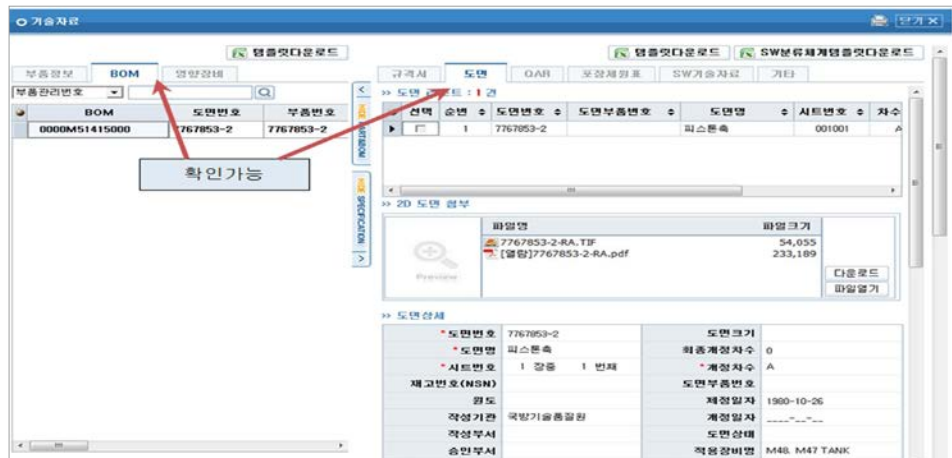 기술자료
닫기
템플릿다운로드
부품정보 BOM 영향장비
부품관리번호
BOM 도면번호 부품번호
0000M51415000 7767853-2 7767853-2
확인가능
템플릿다운로드 SW분류체계템플릿다운로드
규격서 도면 QAR 포장제원표 SW기술자료 기타
선택 순번 도면번호 도면부품번호 도면명 시트번호 차수
1 7767853-2 피스톤축 001001 A
2D 도면 첨부
파일명 파일크기
7767853-2-RA.TIF 54,055
[열람]7767853-2-RA.pdf 233,189
Preview
다운로드
파일열기
도면상세
*도면번호 7767853-2 도면크기
*도면명 피스톤축 최종개정차수 0
*시트번호 1 장중 1 번째 *개정차수 A
재고번호(NSN) 도면부품번호
원도 제정일자 1980-10-26
작성기관 국방기술품질원 개정일자 ____-__-__
작성부서 도면상태
승인부서 적용장비명 M48, M47 TANK